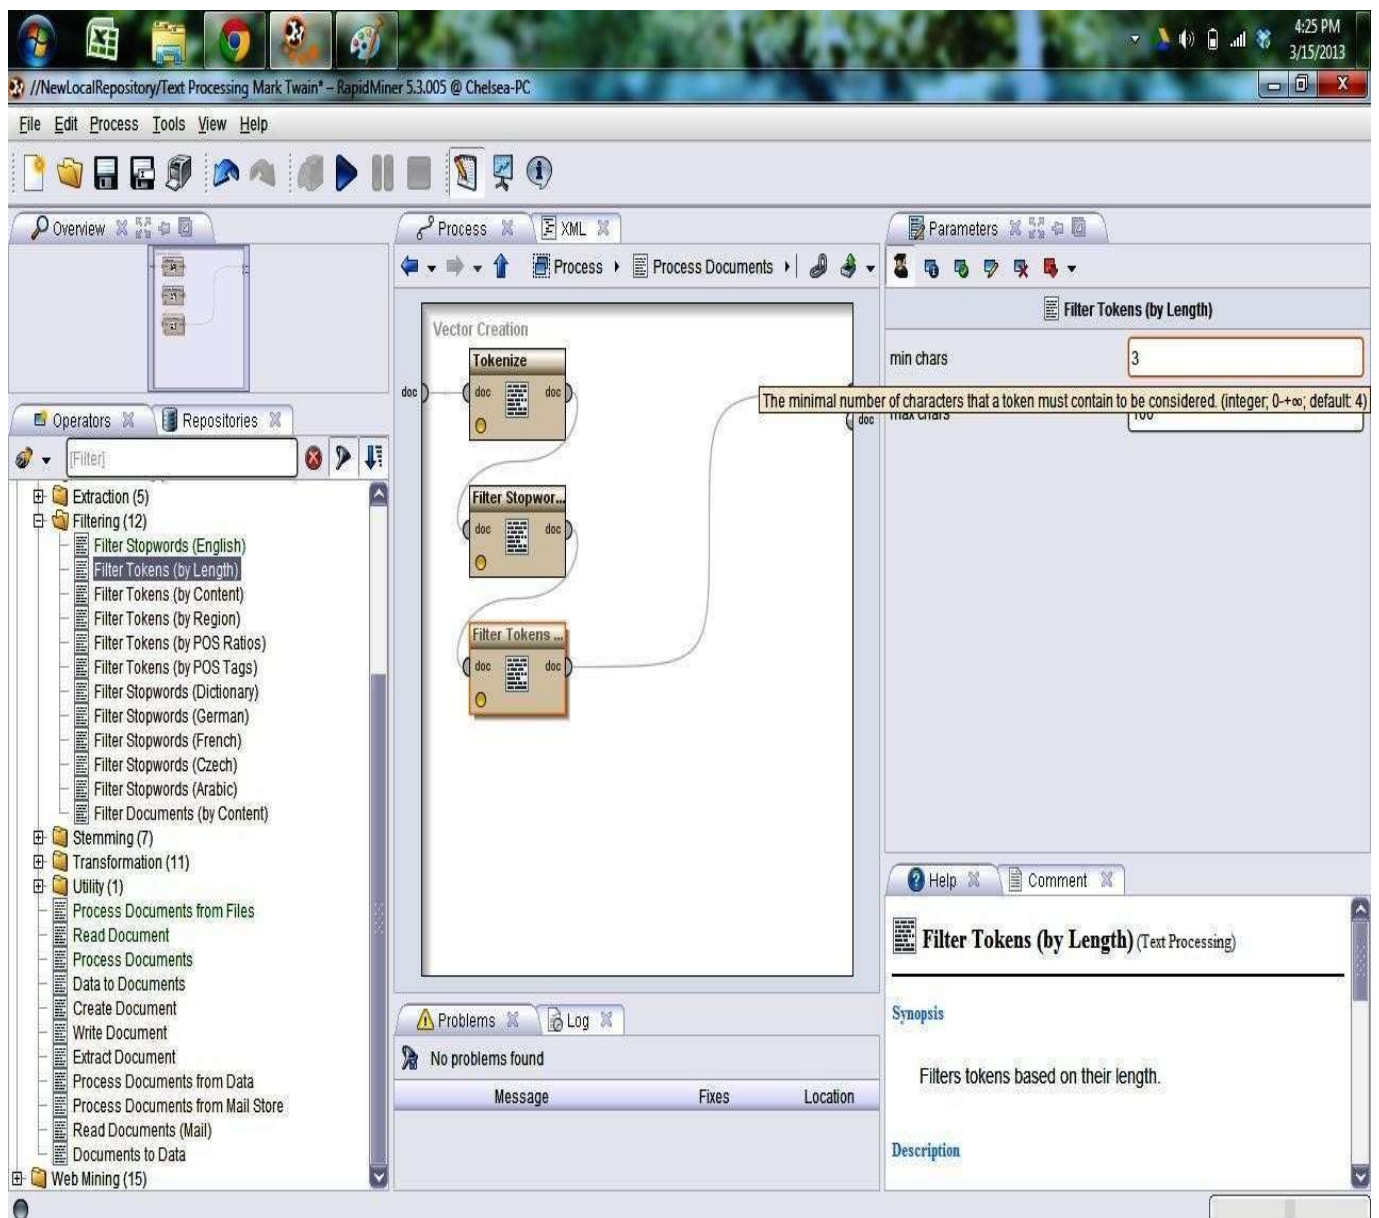 4:25 PM
3/15/2013
//NewLocalRepository/Text Processing Mark Twain* – RapidMiner 5.3.005 @ Chelsea-PC
File Edit Process Tools View Help
Overview
Process XML
Parameters
Process Process Documents
Filter Tokens (by Length)
Vector Creation
min chars 3
Tokenize
doc doc doc
The minimal number of characters that a token must contain to be considered. (integer; 0-+∞; default: 4)
max chars 100
doc
Operators Repositories
[Filter]
Extraction (5)
Filtering (12)
Filter Stopwords (English)
Filter Tokens (by Length)
Filter Tokens (by Content)
Filter Tokens (by Region)
Filter Tokens (by POS Ratios)
Filter Tokens (by POS Tags)
Filter Stopwords (Dictionary)
Filter Stopwords (German)
Filter Stopwords (French)
Filter Stopwords (Czech)
Filter Stopwords (Arabic)
Filter Documents (by Content)
Stemming (7)
Transformation (11)
Utility (1)
Process Documents from Files
Read Document
Process Documents
Data to Documents
Create Document
Write Document
Extract Document
Process Documents from Data
Process Documents from Mail Store
Read Documents (Mail)
Documents to Data
Web Mining (15)
Filter Stopwor...
doc doc
Filter Tokens ...
doc doc
Problems Log
No problems found
Message Fixes Location
Help Comment
Filter Tokens (by Length) (Text Processing)
Synopsis
Filters tokens based on their length.
Description